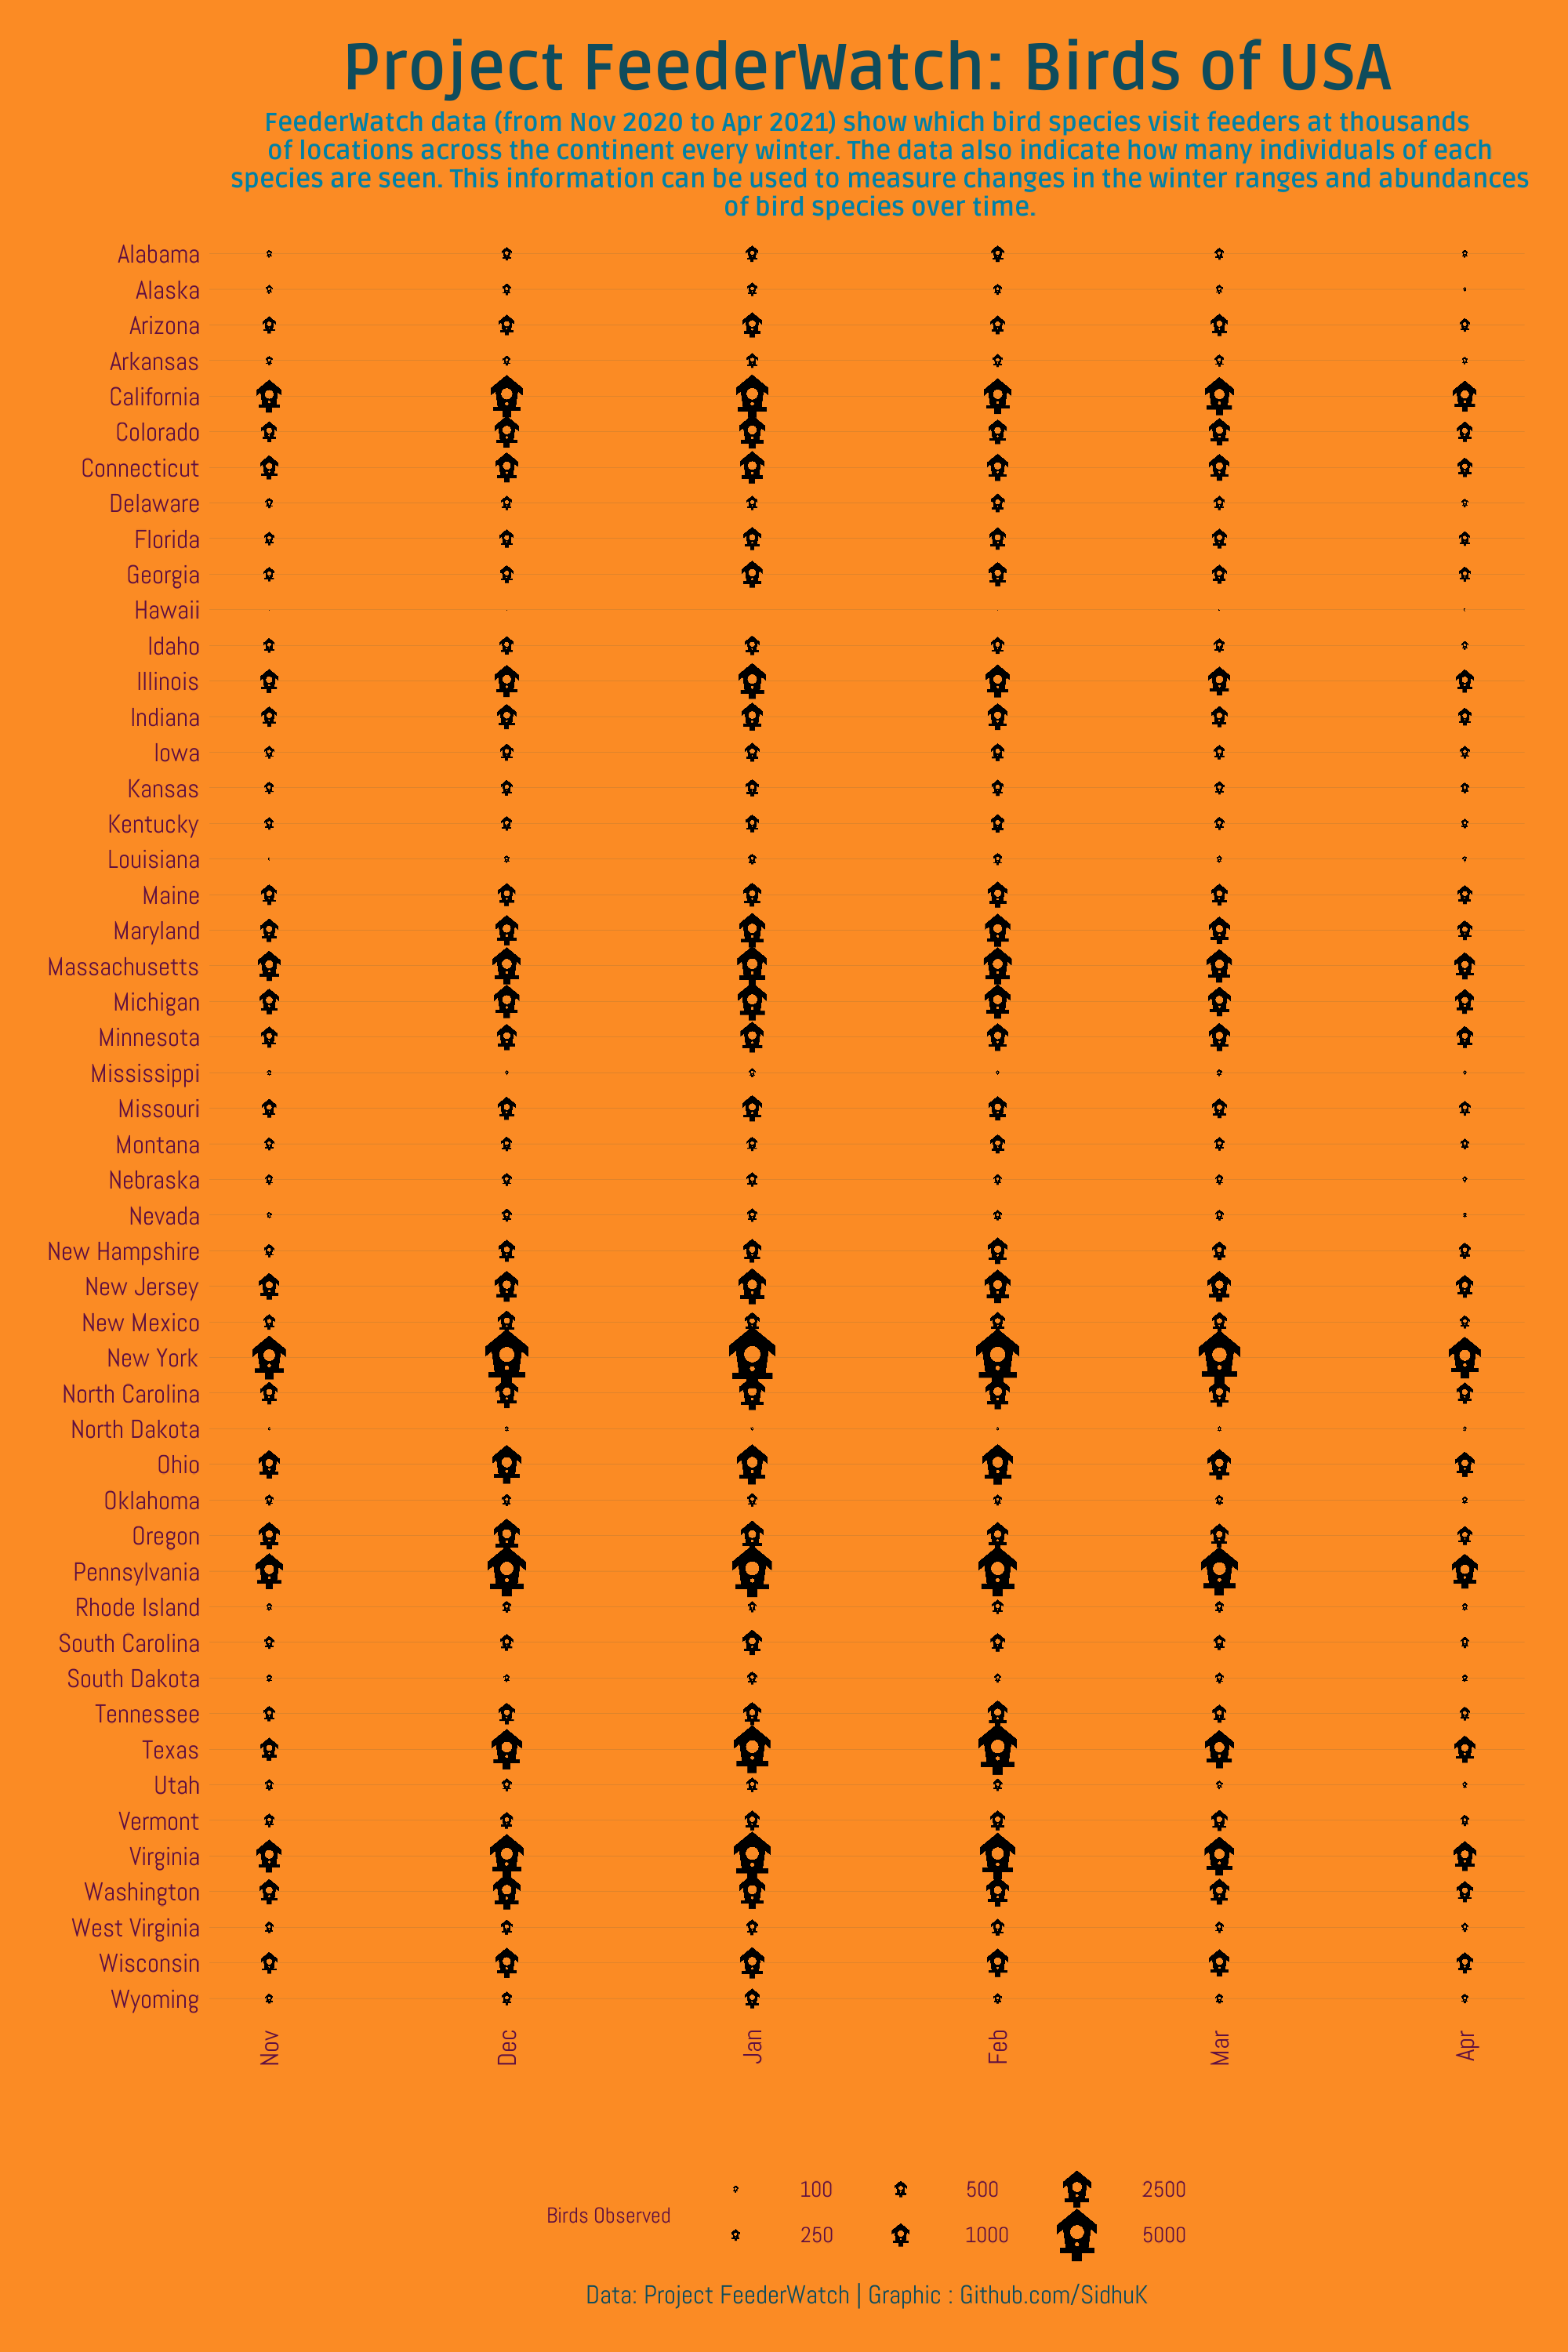 Project FeederWatch: Birds of USA
FeederWatch data (from Nov 2020 to Apr 2021) show which bird species visit feeders at thousands
of locations across the continent every winter. The data also indicate how many individuals of each
species are seen. This information can be used to measure changes in the winter ranges and abundances
of bird species over time.
Alabama
Alaska
Arizona
Arkansas
California
Colorado
Connecticut
Delaware
Florida
Georgia
Hawaii
Idaho
Illinois
Indiana
Iowa
Kansas
Kentucky
Louisiana
Maine
Maryland
Massachusetts
Michigan
Minnesota
Mississippi
Missouri
Montana
Nebraska
Nevada
New Hampshire
New Jersey
New Mexico
New York
North Carolina
North Dakota
Ohio
Oklahoma
Oregon
Pennsylvania
Rhode Island
South Carolina
South Dakota
Tennessee
Texas
Utah
Vermont
Virginia
Washington
West Virginia
Wisconsin
Wyoming
Nov Dec Jan Feb Mar Apr
Birds Observed
100 500 2500
250 1000 5000
Data: Project FeederWatch | Graphic : Github.com/SidhuK